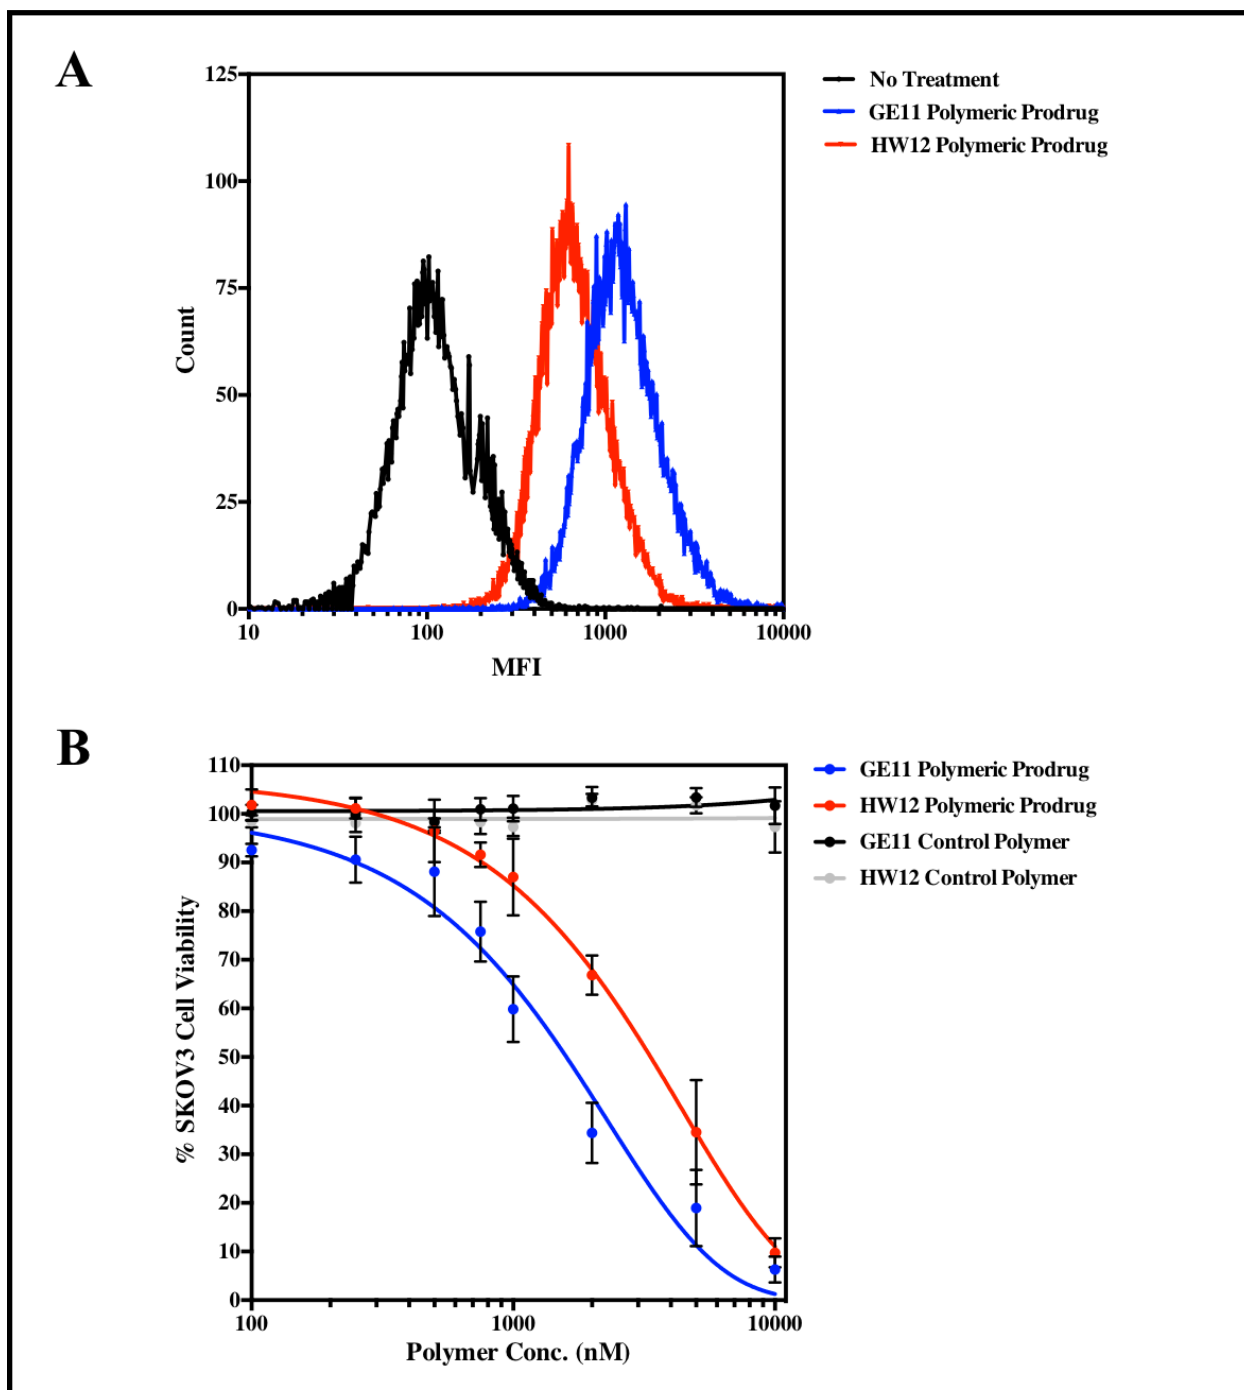 A
125
100
75
50
25
0
Count
10 100 1000 10000
MFI
No Treatment
GE11 Polymeric Prodrug
HW12 Polymeric Prodrug
B
110
100
90
80
70
60
50
40
30
20
10
0
% SKOV3 Cell Viability
100 1000 10000
Polymer Conc. (nM)
GE11 Polymeric Prodrug
HW12 Polymeric Prodrug
GE11 Control Polymer
HW12 Control Polymer